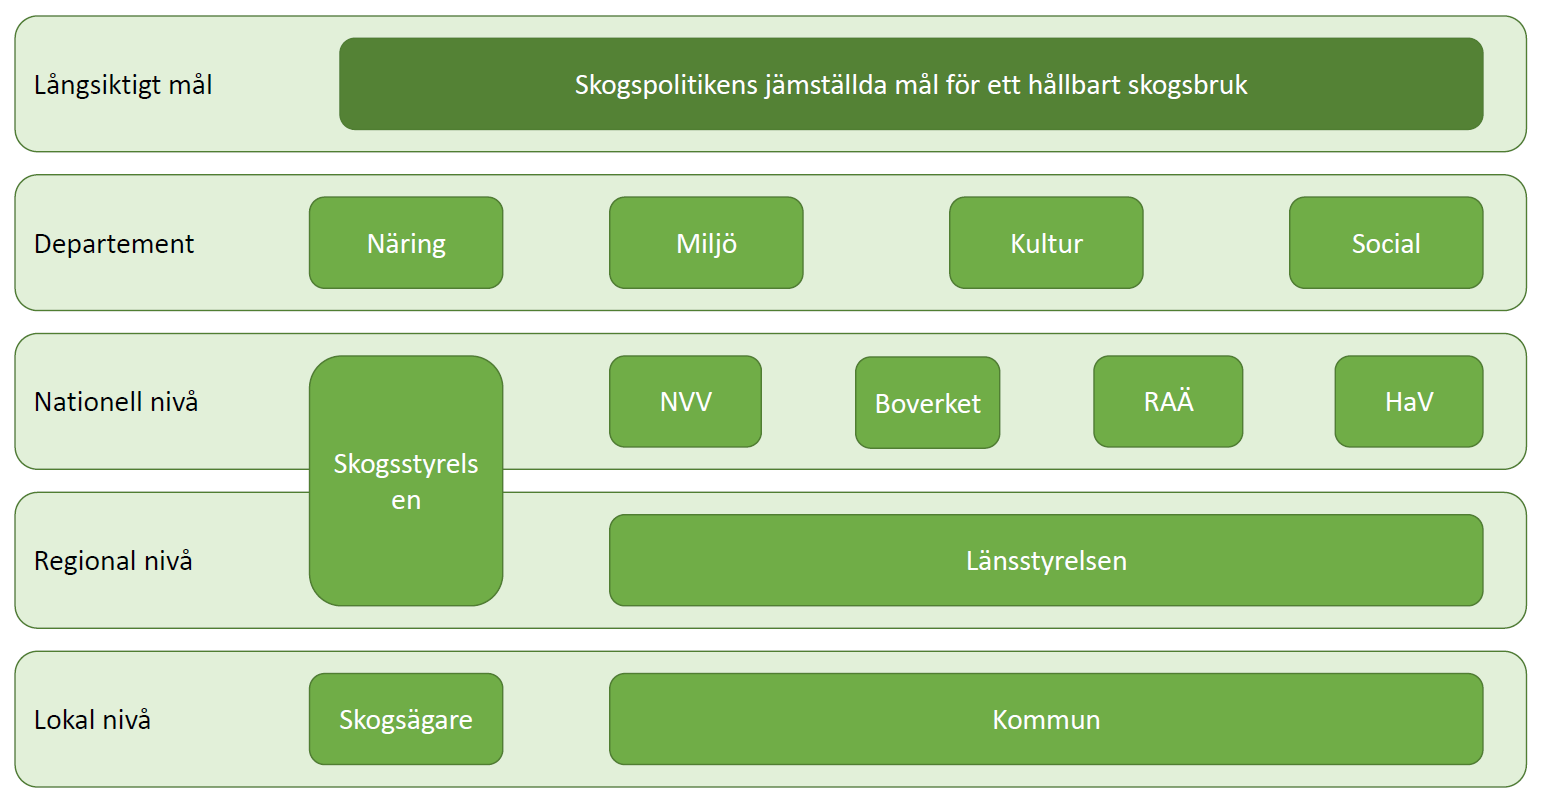 Långsiktigt mål
Skogspolitikens jämställda mål för ett hållbart skogsbruk
Departement
Näring
Miljö
Kultur
Social
Nationell nivå
NVV
Boverket
RAÄ
HaV
Skogsstyrels
en
Regional nivå
Länsstyrelsen
Lokal nivå
Skogsägare
Kommun